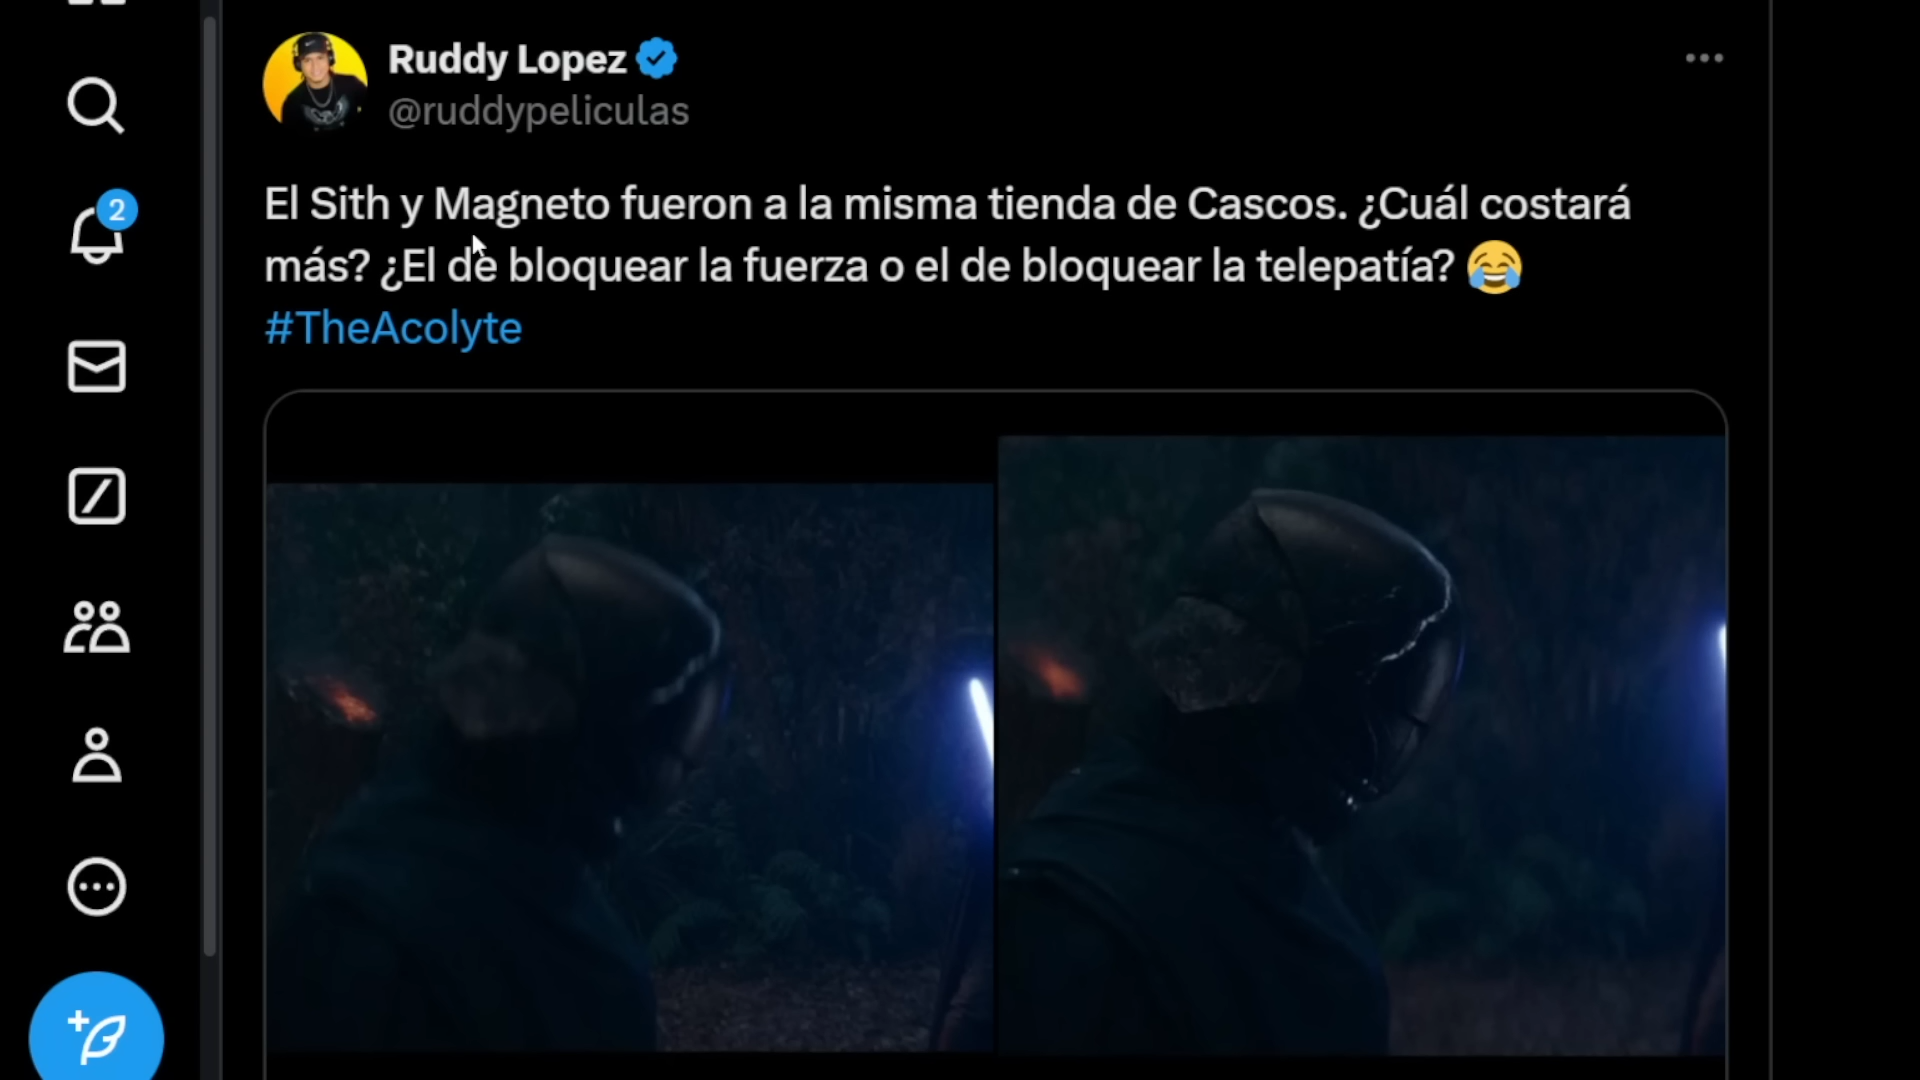 Ruddy Lopez
@ruddypeliculas
2
El Sith y Magneto fueron a la misma tienda de Cascos. ¿Cuál costará
más? ¿El de bloquear la fuerza o el de bloquear la telepatía? 😂
#TheAcolyte